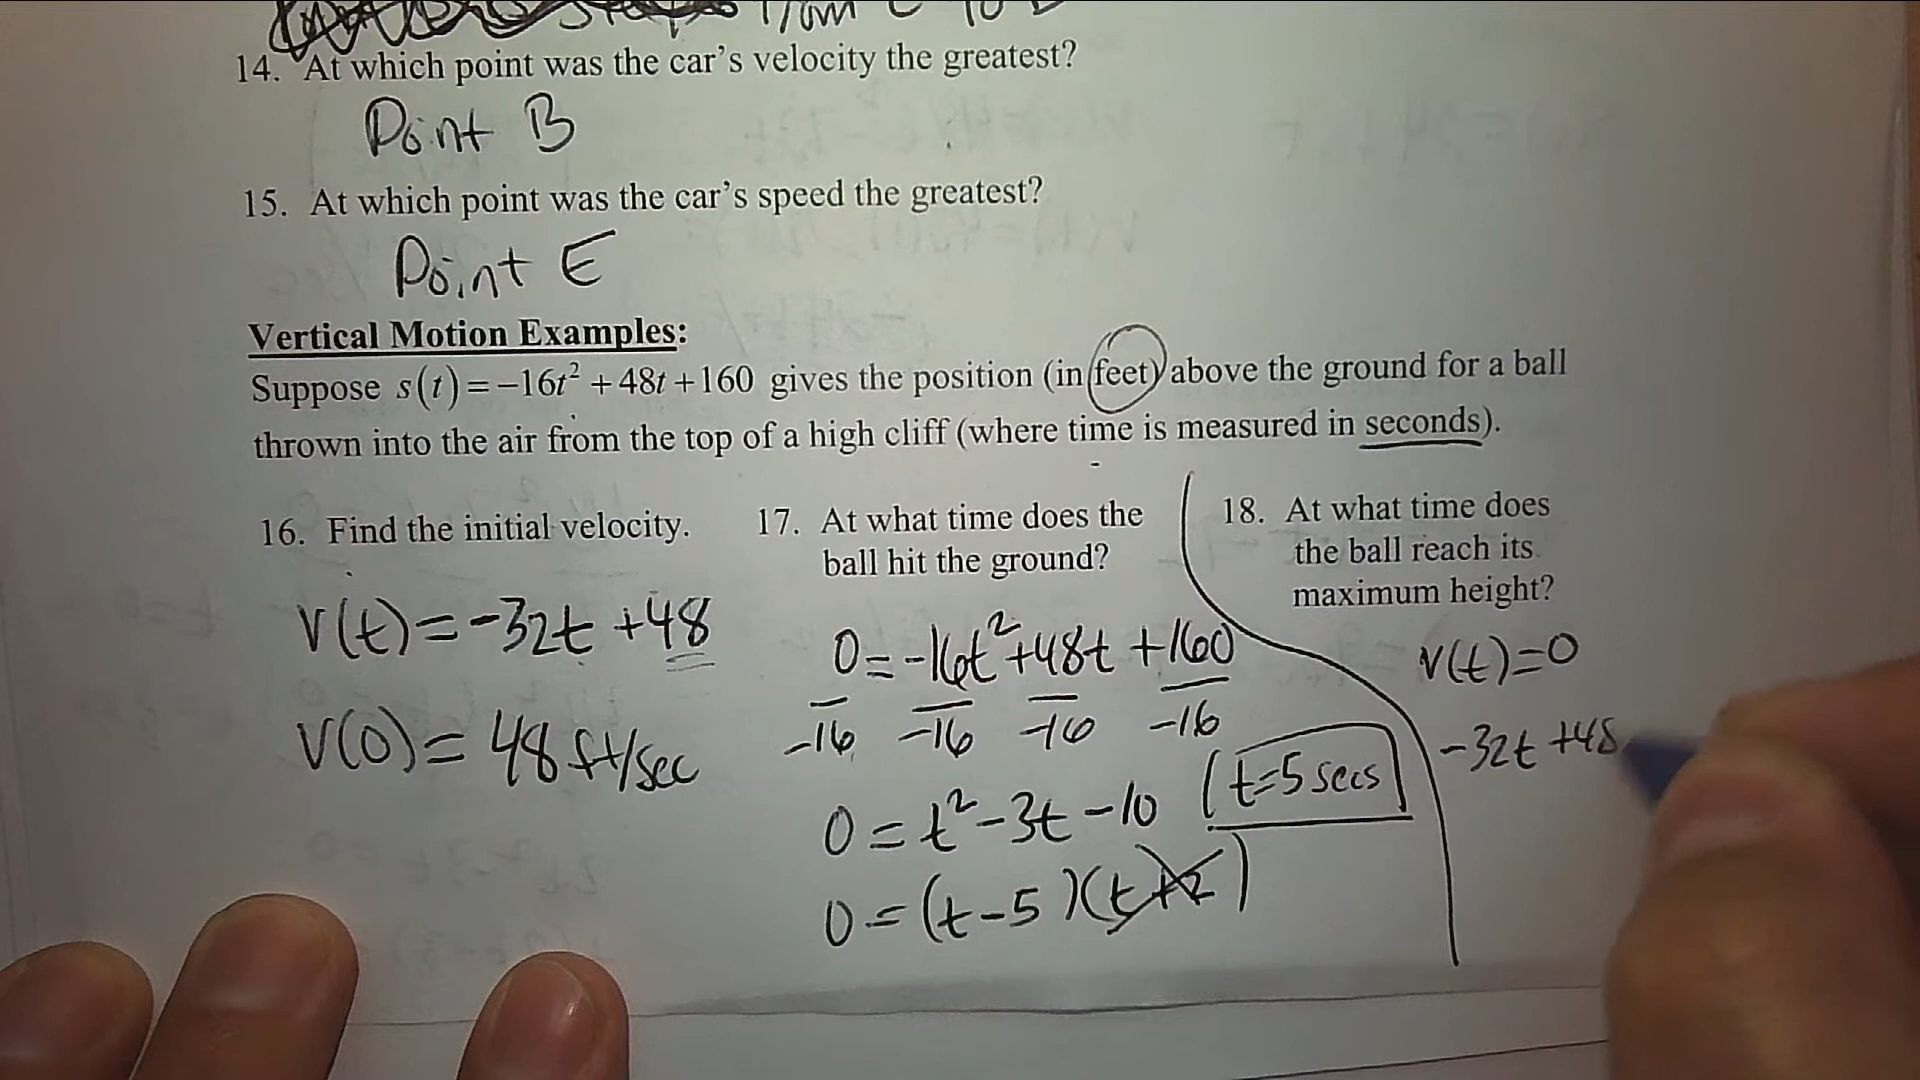 from C to D
14. At which point was the car's velocity the greatest?
Point B
15. At which point was the car's speed the greatest?
Point E
Vertical Motion Examples:
Suppose s(t) = −16t² + 48t + 160 gives the position (in feet) above the ground for a ball
thrown into the air from the top of a high cliff (where time is measured in seconds).
16. Find the initial velocity.
v(t) = -32t + 48
v(0) = 48 ft/sec
17. At what time does the
ball hit the ground?
0 = -16t² + 48t + 160
-16 -16 -16 -16
0 = t² - 3t - 10
t = 5 secs
0 = (t - 5)(t + 2)
18. At what time does
the ball reach its
maximum height?
v(t) = 0
-32t + 48